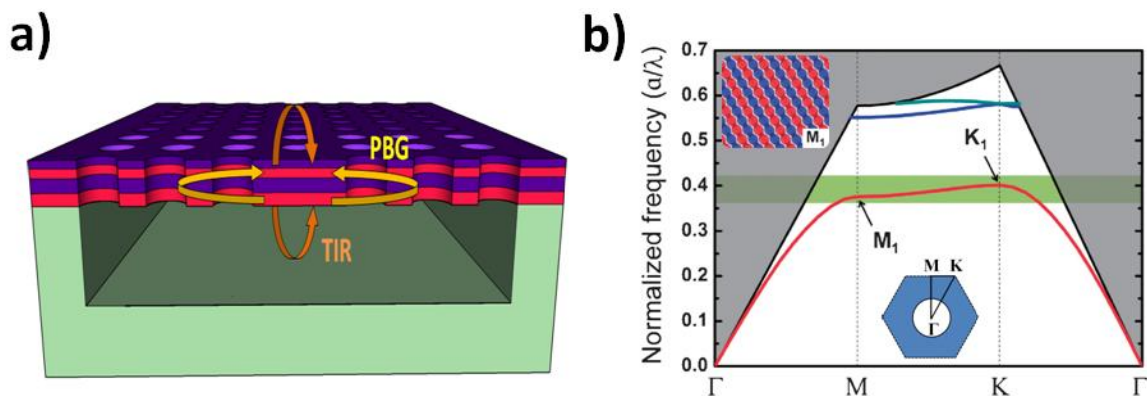 a)
PBG
TIR
b)
Normalized frequency (a/λ)
0.7
0.6
0.5
0.4
0.3
0.2
0.1
0.0
M₁
K₁
M₁
M K
Γ
Γ M K Γ